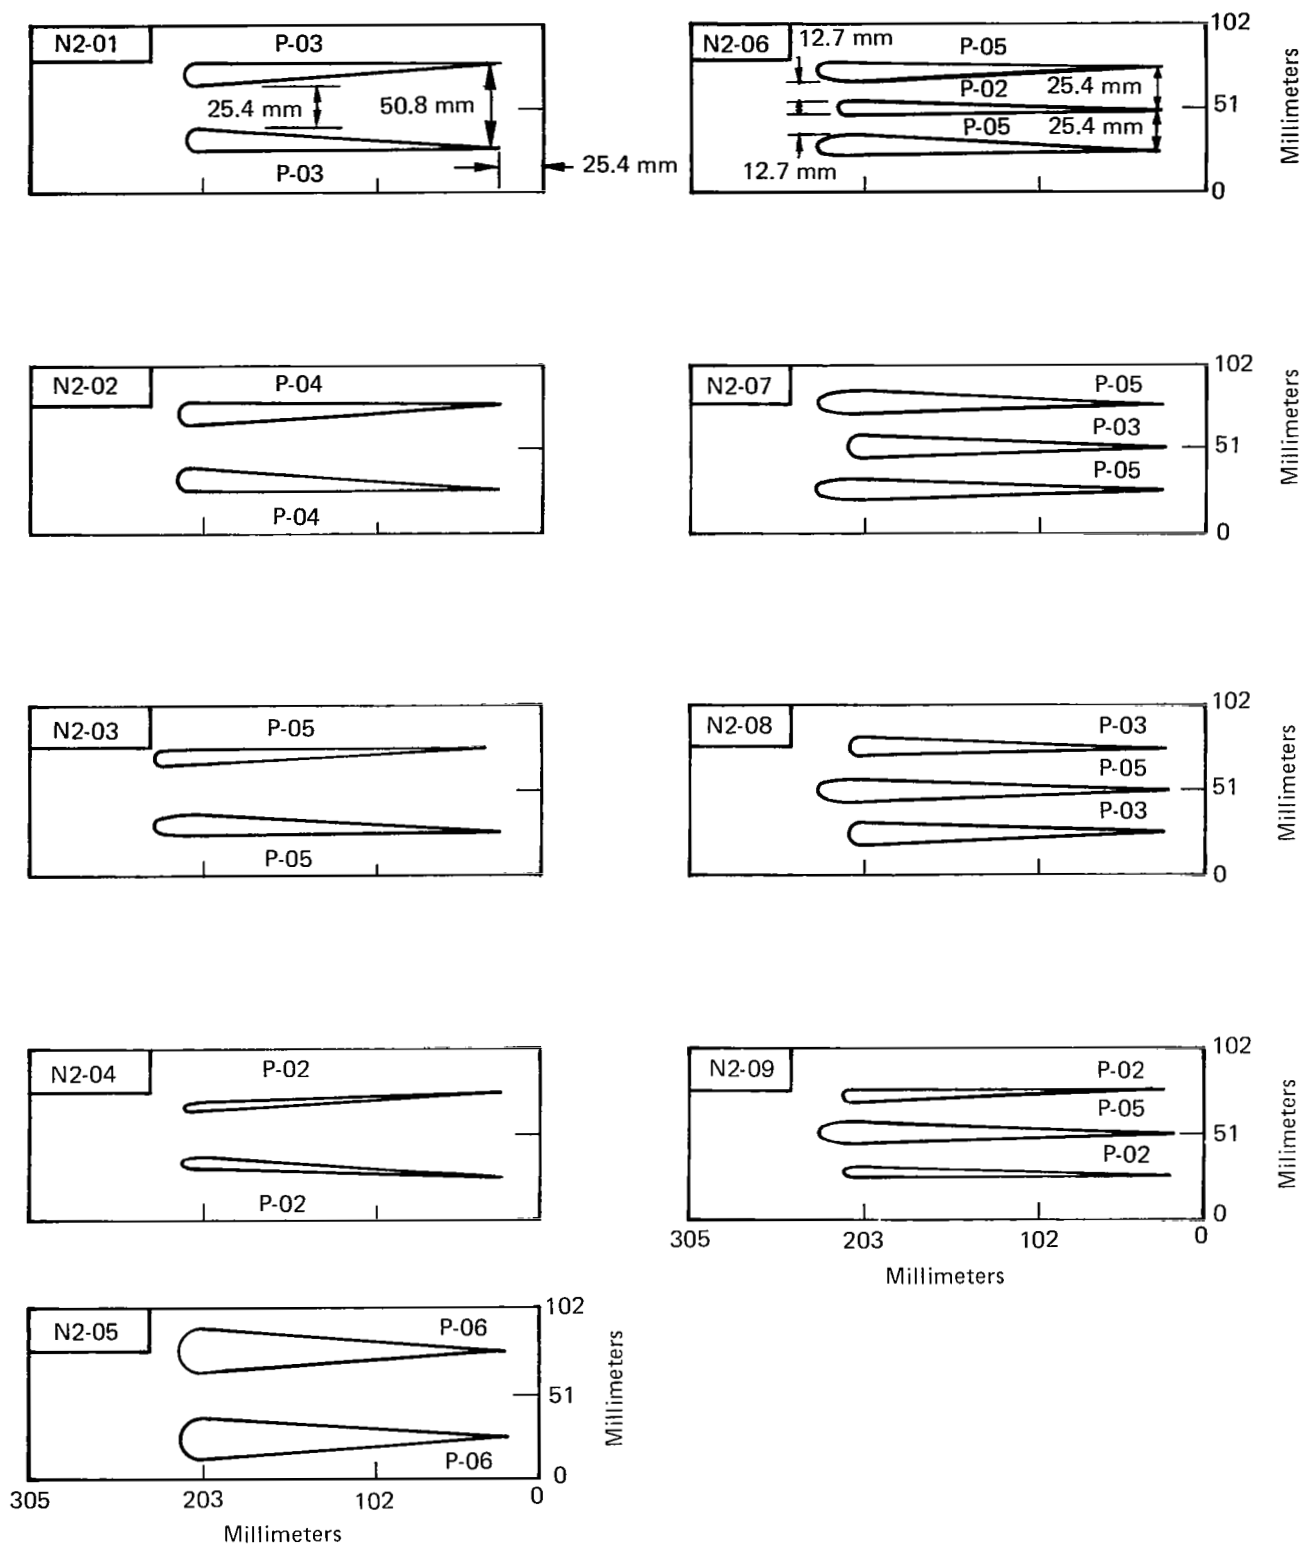 N2-01
P-03
25.4 mm
50.8 mm
25.4 mm
P-03
N2-06
12.7 mm
P-05
25.4 mm
P-02
P-05
25.4 mm
12.7 mm
102
51
0
Millimeters
N2-02
P-04
P-04
N2-07
P-05
P-03
P-05
102
51
0
Millimeters
N2-03
P-05
P-05
N2-08
P-03
P-05
P-03
102
51
0
Millimeters
N2-04
P-02
P-02
N2-09
P-02
P-05
P-02
102
51
0
Milimeters
305
203
102
0
Millimeters
N2-05
P-06
P-06
102
51
0
Millimeters
305
203
102
0
Millimeters